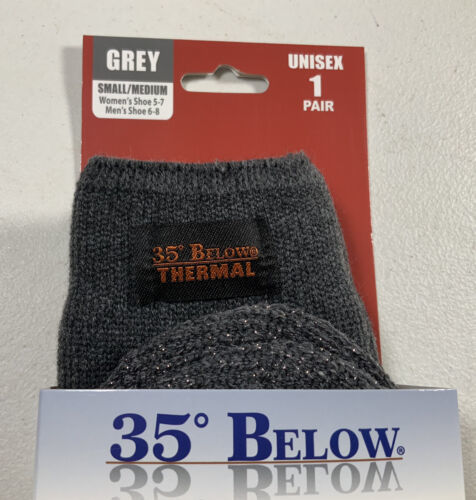 GREY
SMALL/MEDIUM
Women's Shoe 5-7
Men's Shoe 6-8
UNISEX
1
PAIR
35° BELOW®
THERMAL
35° BELOW®